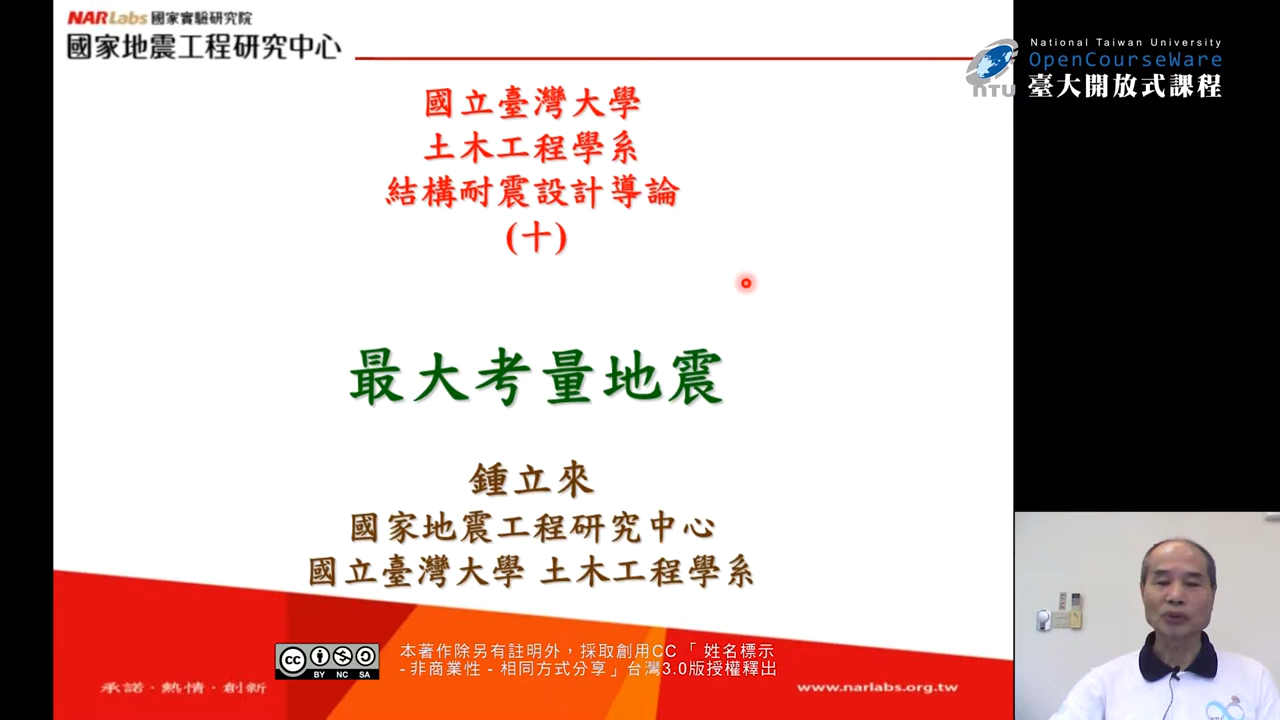 NARLabs 國家實驗研究院
國家地震工程研究中心
National Taiwan University
OpenCourseWare
臺大開放式課程
NTU
國立臺灣大學
土木工程學系
結構耐震設計導論
(十)
最大考量地震
鍾立來
國家地震工程研究中心
國立臺灣大學 土木工程學系
cc BY NC SA
本著作除另有註明外，採取創用CC「 姓名標示
- 非商業性 - 相同方式分享」台灣3.0版授權釋出
承諾·熱情·創新
www.narlabs.org.tw